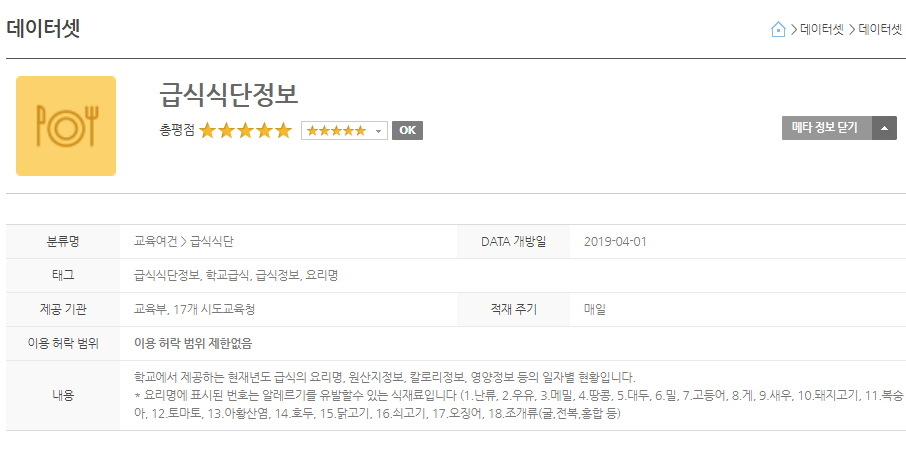 데이터셋
> 데이터셋 > 데이터셋
급식식단정보
총평점 ★★★★★ ★★★★★ OK
메타 정보 닫기
분류명 교육여건 > 급식식단 DATA 개방일 2019-04-01
태그 급식식단정보, 학교급식, 급식정보, 요리명
제공 기관 교육부, 17개 시도교육청 적재 주기 매일
이용 허락 범위 이용 허락 범위 제한없음
내용
학교에서 제공하는 현재년도 급식의 요리명, 원산지정보, 칼로리정보, 영양정보 등의 일자별 현황입니다.
* 요리명에 표시된 번호는 알레르기를 유발할수 있는 식재료입니다 (1.난류, 2.우유, 3.메밀, 4.땅콩, 5.대두, 6.밀, 7.고등어, 8.게, 9.새우, 10.돼지고기, 11.복숭
아, 12.토마토, 13.아황산염, 14.호두, 15.닭고기, 16.쇠고기, 17.오징어, 18.조개류(굴,전복,홍합 등)